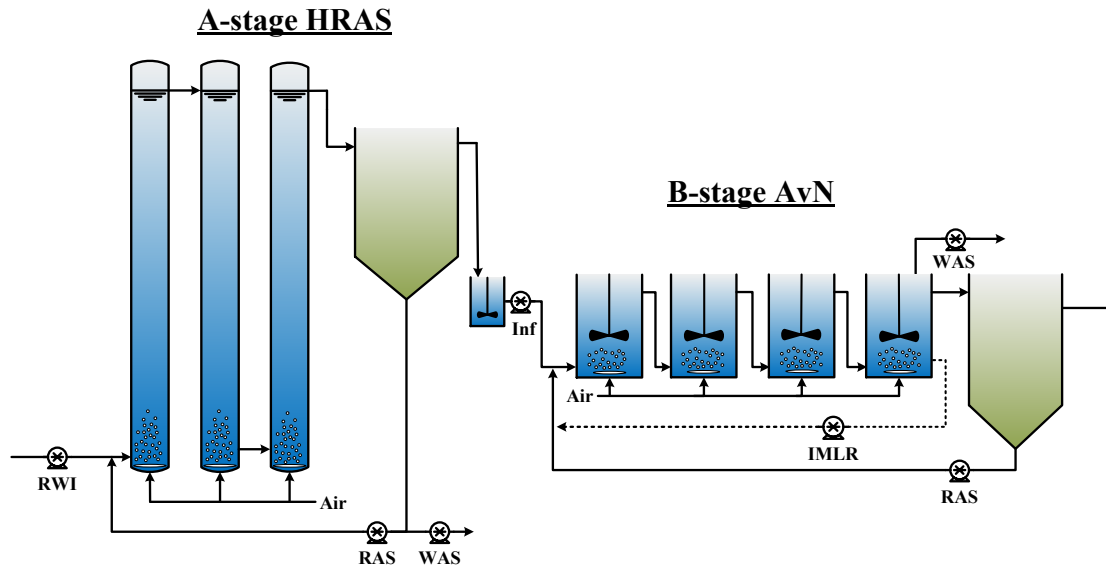 A-stage HRAS
B-stage AvN
WAS
Inf
Air
IMLR
RWI
RAS
Air
RAS
WAS